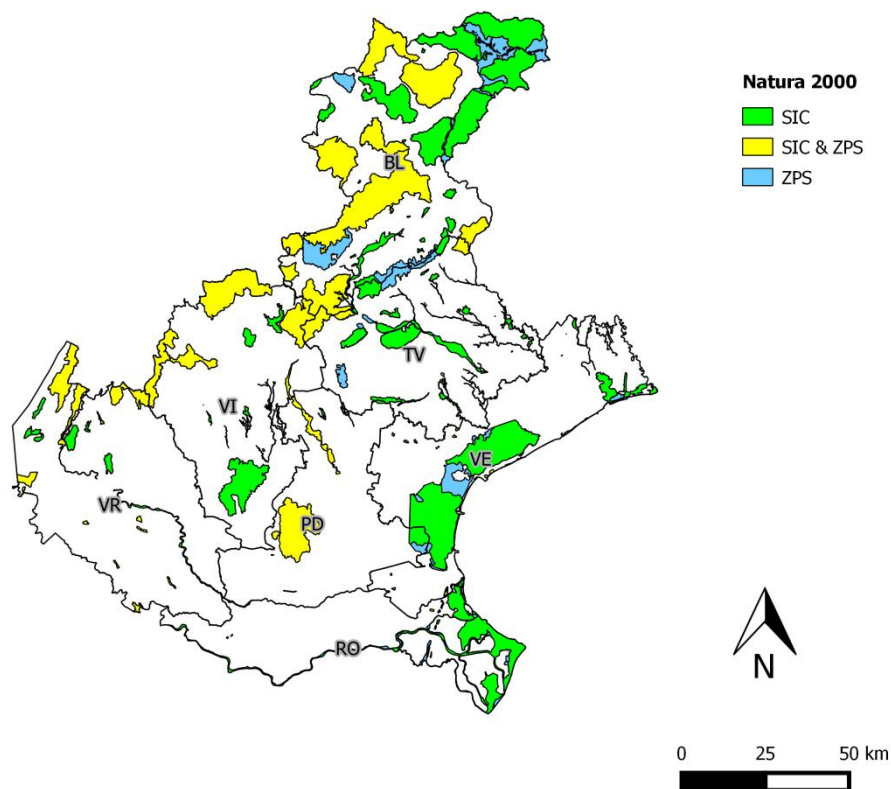 Natura 2000
SIC
SIC & ZPS
ZPS
BL
TV
VI
VE
VR
PD
RO
N
0 25 50 km